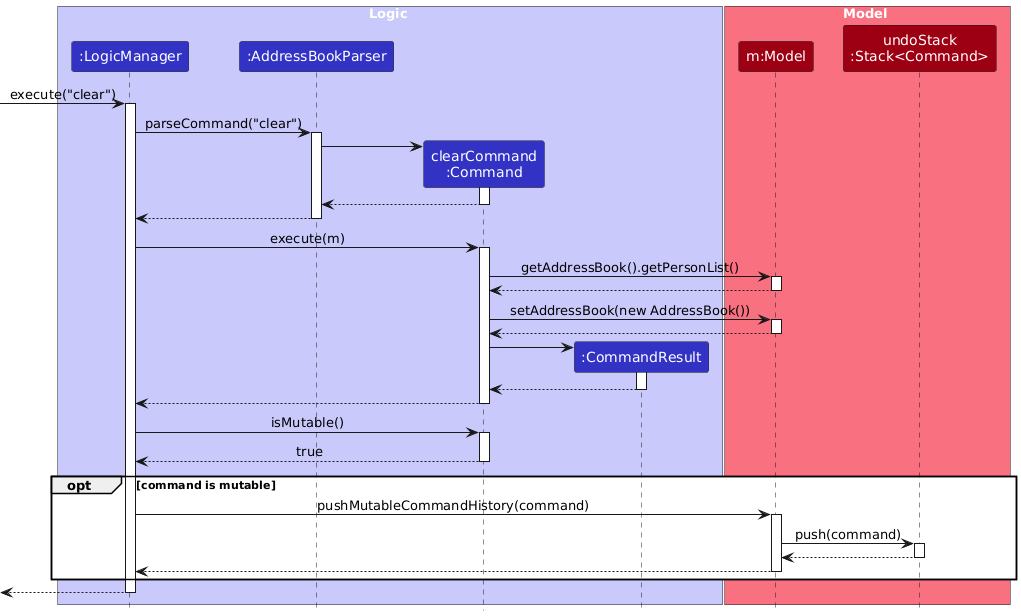 Logic
Model
undoStack
:LogicManager
:AddressBookParser
m:Model
:Stack<Command>
execute("clear")
parseCommand("clear")
clearCommand
:Command
execute(m)
getAddressBook().getPersonList()
setAddressBook(new AddressBook())
:CommandResult
isMutable()
true
opt
[command is mutable]
pushMutableCommandHistory(command)
push(command)